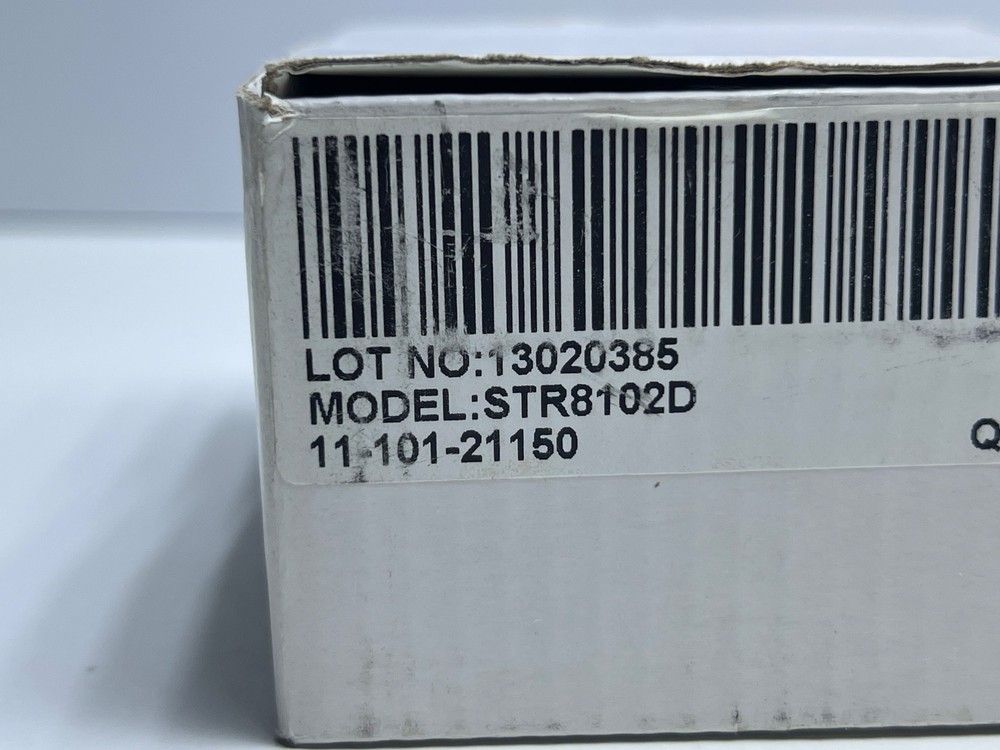 LOT NO:13020385
MODEL:STR8102D
11-101-21150
Q